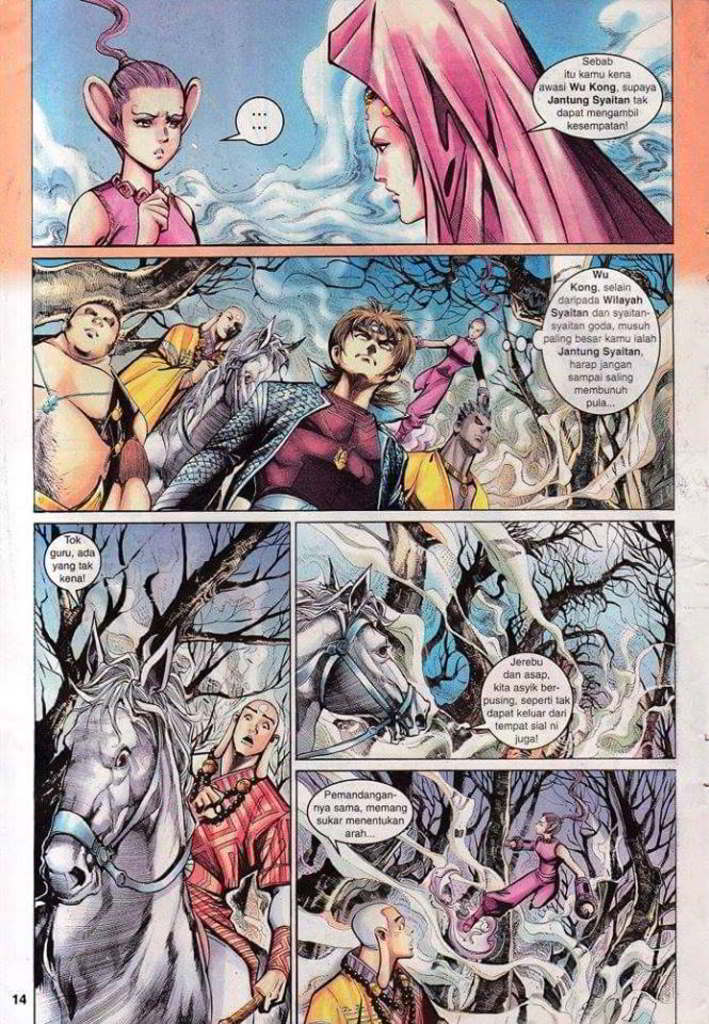 ...
...
Sebab
itu kamu kena
awasi Wu Kong, supaya
Jantung Syaitan tak
dapat mengambil
kesempatan!
Wu
Kong, selain
daripada Wilayah
Syaitan dan syaitan-
syaitan goda, musuh
paling besar kamu ialah
Jantung Syaitan,
harap jangan
sampai saling
membunuh
pula...
Tok
guru, ada
yang tak
kena!
Jerebu
dan asap,
kita asyik ber-
pusing, seperti tak
dapat keluar dari
tempat sial ni
juga!
Pemandangan-
nya sama, memang
sukar menentukan
arah...
14